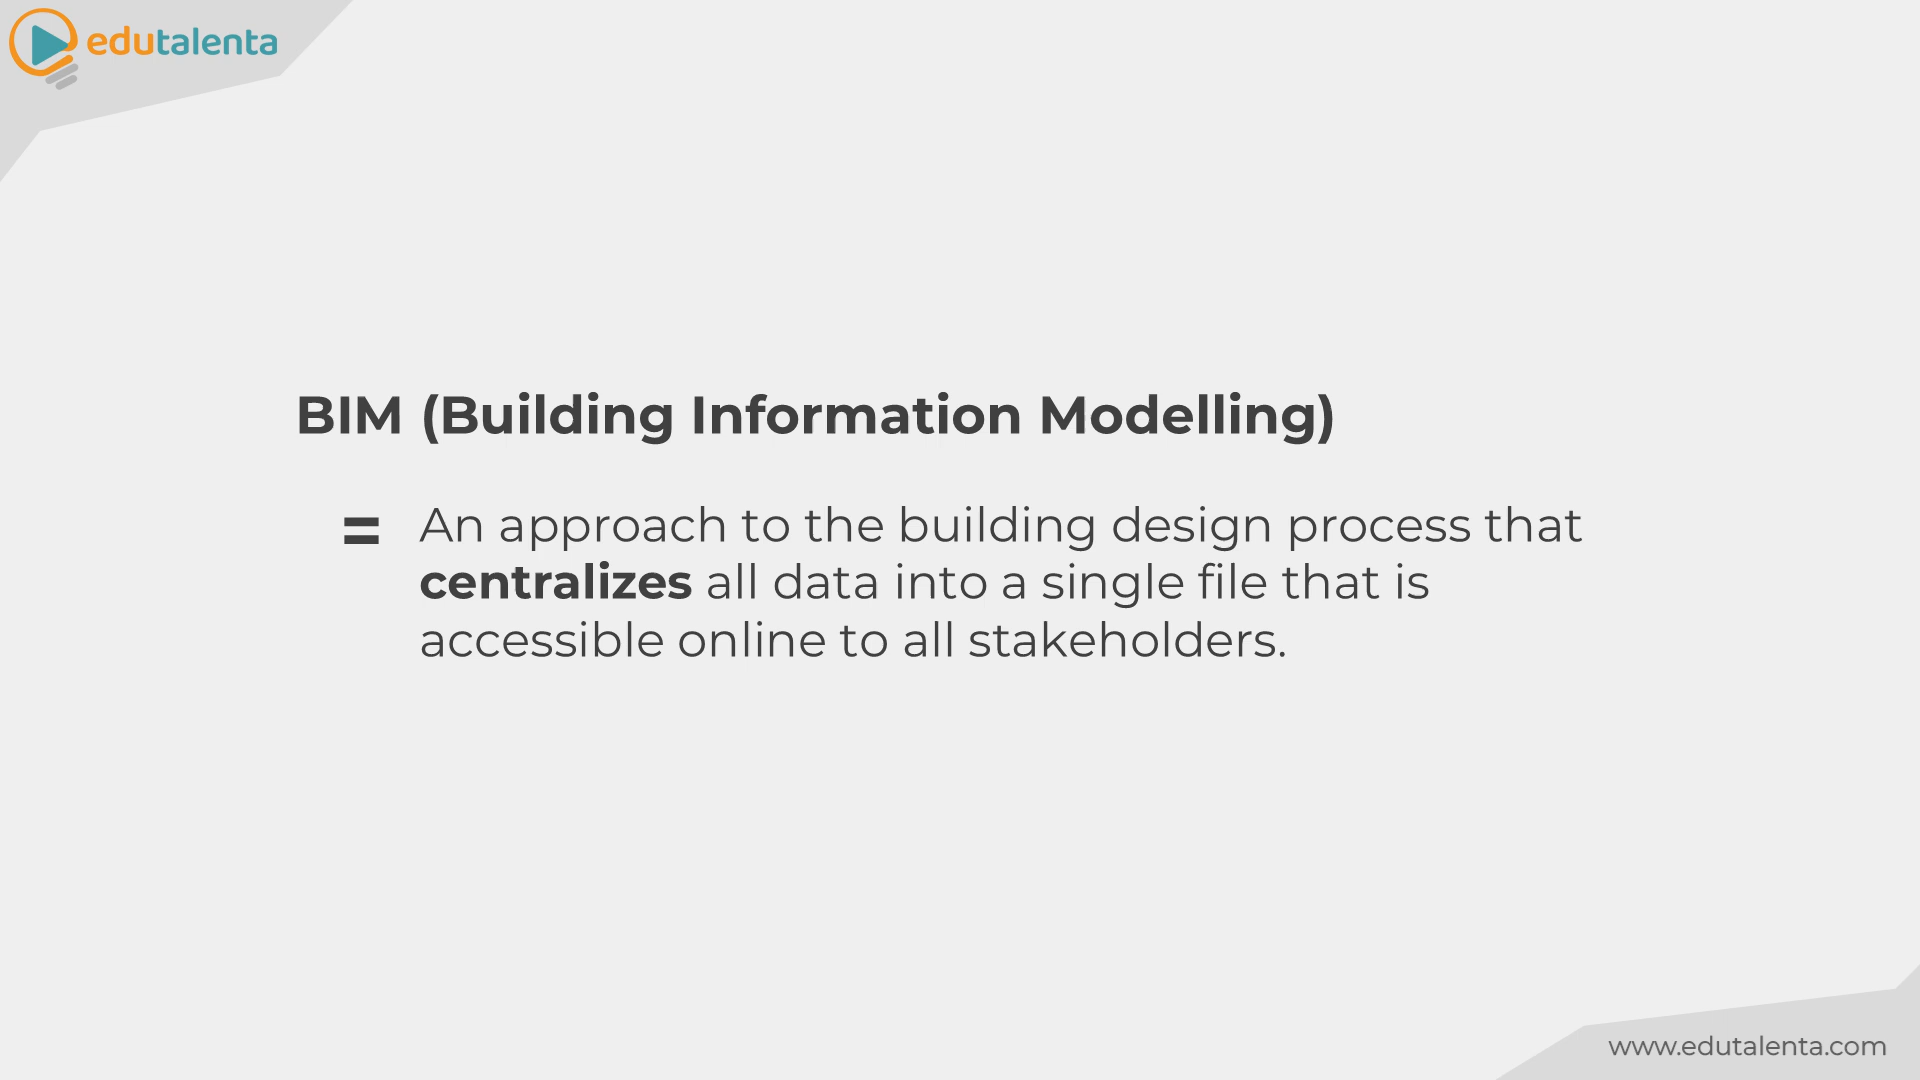 edutalenta
BIM (Building Information Modelling)
= An approach to the building design process that
centralizes all data into a single file that is
accessible online to all stakeholders.
www.edutalenta.com